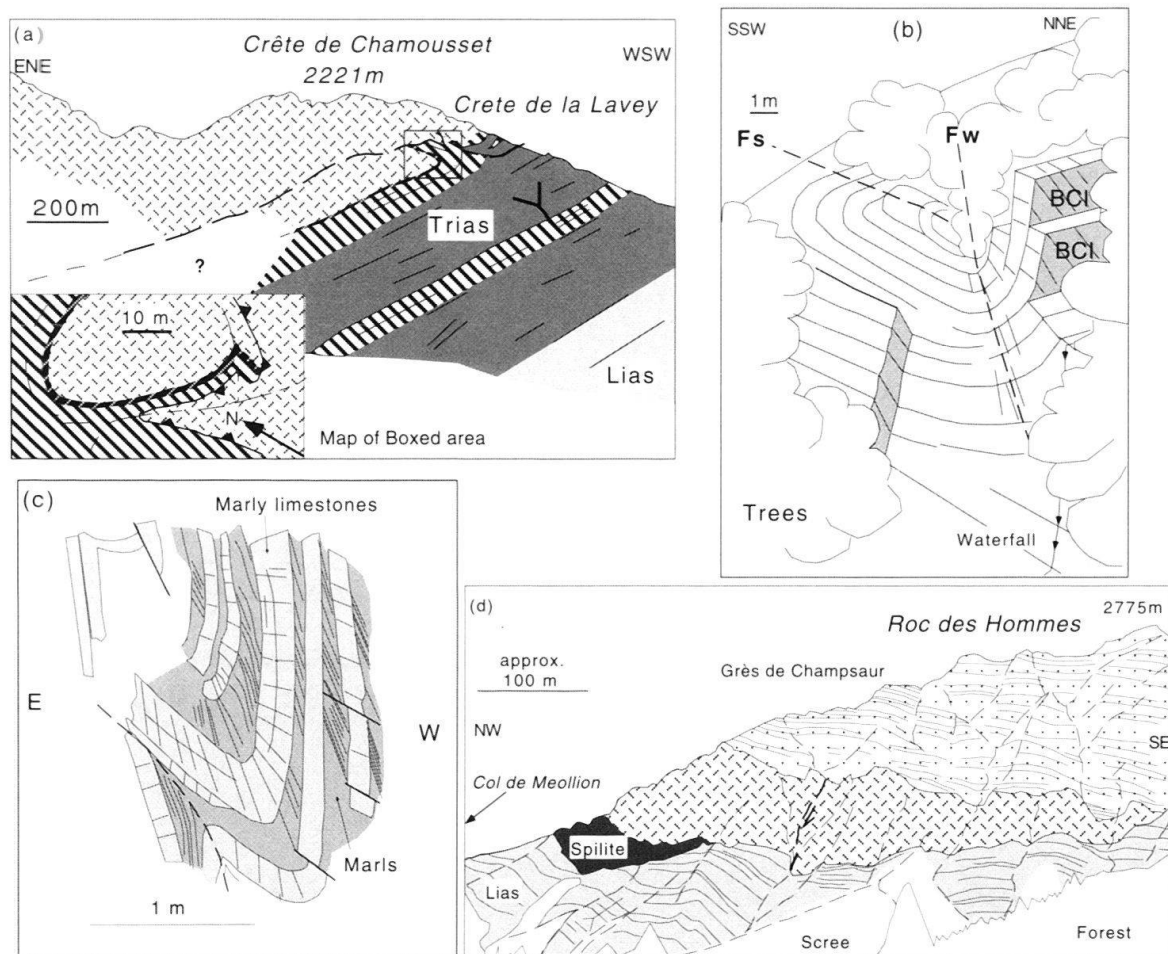 (a)
Crête de Chamousset
2221m
ENE
WSW
Crete de la Lavey
200m
Trias
?
10 m
Lias
N
Map of Boxed area
SSW
(b)
NNE
1m
Fs
Fw
BCI
BCI
Trees
Waterfall
(c)
Marly limestones
E
W
Marls
1 m
(d)
2775m
Roc des Hommes
approx.
100 m
Grès de Champsaur
NW
SE
Col de Meollion
Spilite
Lias
Scree
Forest